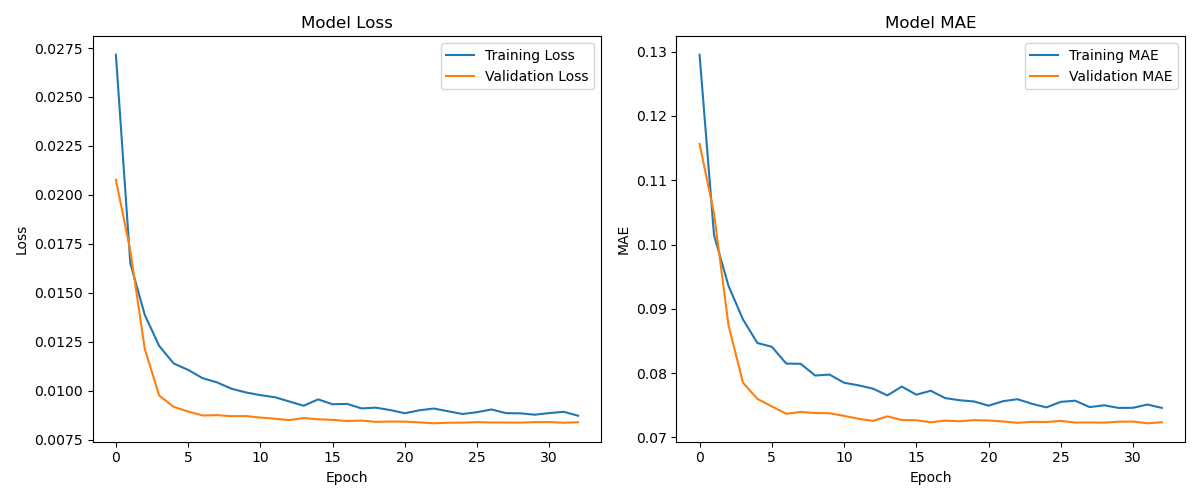 Model Loss
0.0275
0.0250
0.0225
0.0200
0.0175
0.0150
0.0125
0.0100
0.0075
Loss
0 5 10 15 20 25 30
Epoch
Training Loss
Validation Loss
Model MAE
0.13
0.12
0.11
0.10
0.09
0.08
0.07
MAE
0 5 10 15 20 25 30
Epoch
Training MAE
Validation MAE